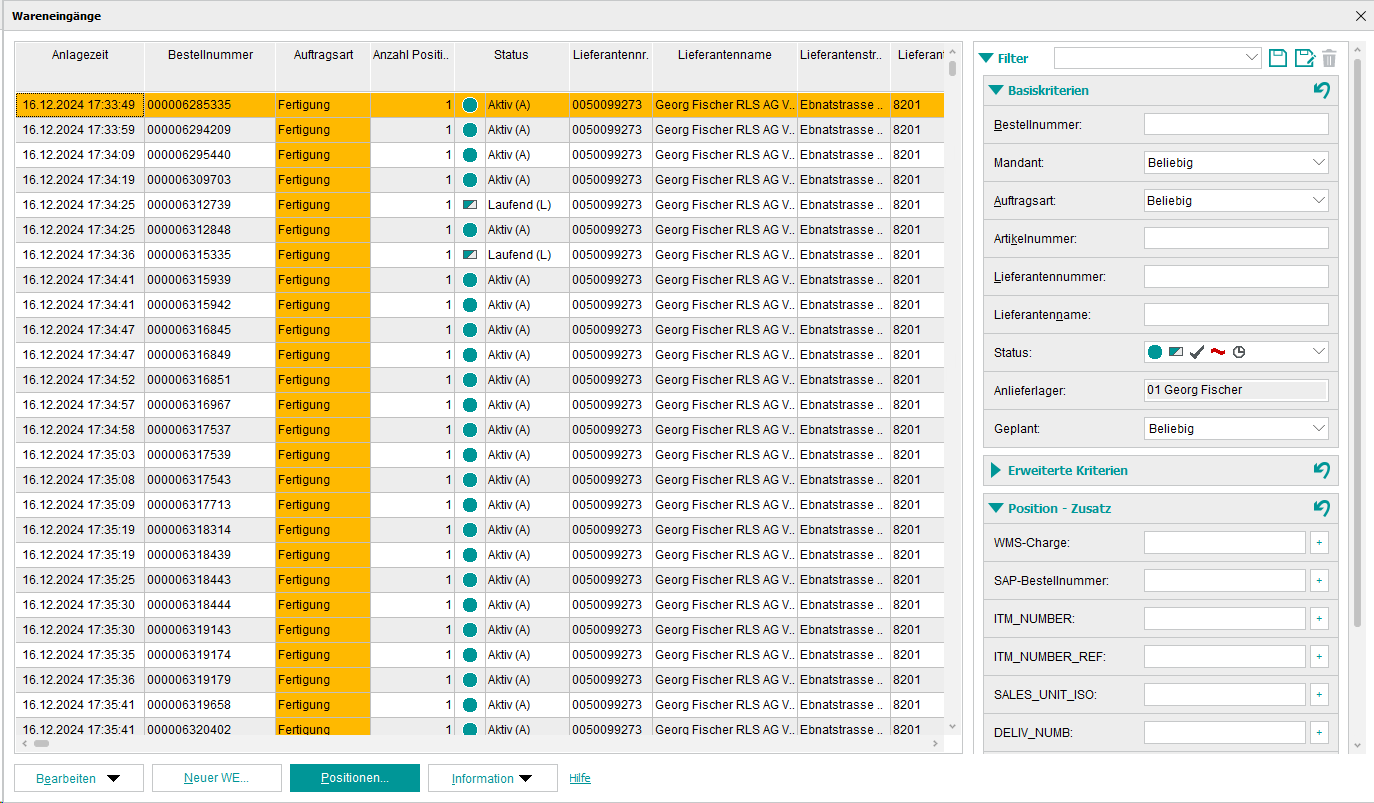 Wareneingänge
Anlagezeit Bestellnummer Auftragsart Anzahl Positi.. Status Lieferantennr. Lieferantenname Lieferantenstr.. Lieferant
16.12.2024 17:33:49 000006285335 Fertigung 1 Aktiv (A) 0050099273 Georg Fischer RLS AG V.. Ebnatstrasse .. 8201
16.12.2024 17:33:59 000006294209 Fertigung 1 Aktiv (A) 0050099273 Georg Fischer RLS AG V.. Ebnatstrasse .. 8201
16.12.2024 17:34:09 000006295440 Fertigung 1 Aktiv (A) 0050099273 Georg Fischer RLS AG V.. Ebnatstrasse .. 8201
16.12.2024 17:34:19 000006309703 Fertigung 1 Aktiv (A) 0050099273 Georg Fischer RLS AG V.. Ebnatstrasse .. 8201
16.12.2024 17:34:25 000006312739 Fertigung 1 Laufend (L) 0050099273 Georg Fischer RLS AG V.. Ebnatstrasse .. 8201
16.12.2024 17:34:25 000006312848 Fertigung 1 Aktiv (A) 0050099273 Georg Fischer RLS AG V.. Ebnatstrasse .. 8201
16.12.2024 17:34:36 000006315335 Fertigung 1 Laufend (L) 0050099273 Georg Fischer RLS AG V.. Ebnatstrasse .. 8201
16.12.2024 17:34:41 000006315939 Fertigung 1 Aktiv (A) 0050099273 Georg Fischer RLS AG V.. Ebnatstrasse .. 8201
16.12.2024 17:34:41 000006315942 Fertigung 1 Aktiv (A) 0050099273 Georg Fischer RLS AG V.. Ebnatstrasse .. 8201
16.12.2024 17:34:47 000006316845 Fertigung 1 Aktiv (A) 0050099273 Georg Fischer RLS AG V.. Ebnatstrasse .. 8201
16.12.2024 17:34:47 000006316849 Fertigung 1 Aktiv (A) 0050099273 Georg Fischer RLS AG V.. Ebnatstrasse .. 8201
16.12.2024 17:34:52 000006316851 Fertigung 1 Aktiv (A) 0050099273 Georg Fischer RLS AG V.. Ebnatstrasse .. 8201
16.12.2024 17:34:57 000006316967 Fertigung 1 Aktiv (A) 0050099273 Georg Fischer RLS AG V.. Ebnatstrasse .. 8201
16.12.2024 17:34:58 000006317537 Fertigung 1 Aktiv (A) 0050099273 Georg Fischer RLS AG V.. Ebnatstrasse .. 8201
16.12.2024 17:35:03 000006317539 Fertigung 1 Aktiv (A) 0050099273 Georg Fischer RLS AG V.. Ebnatstrasse .. 8201
16.12.2024 17:35:08 000006317543 Fertigung 1 Aktiv (A) 0050099273 Georg Fischer RLS AG V.. Ebnatstrasse .. 8201
16.12.2024 17:35:09 000006317713 Fertigung 1 Aktiv (A) 0050099273 Georg Fischer RLS AG V.. Ebnatstrasse .. 8201
16.12.2024 17:35:19 000006318314 Fertigung 1 Aktiv (A) 0050099273 Georg Fischer RLS AG V.. Ebnatstrasse .. 8201
16.12.2024 17:35:19 000006318439 Fertigung 1 Aktiv (A) 0050099273 Georg Fischer RLS AG V.. Ebnatstrasse .. 8201
16.12.2024 17:35:25 000006318443 Fertigung 1 Aktiv (A) 0050099273 Georg Fischer RLS AG V.. Ebnatstrasse .. 8201
16.12.2024 17:35:30 000006318444 Fertigung 1 Aktiv (A) 0050099273 Georg Fischer RLS AG V.. Ebnatstrasse .. 8201
16.12.2024 17:35:30 000006319143 Fertigung 1 Aktiv (A) 0050099273 Georg Fischer RLS AG V.. Ebnatstrasse .. 8201
16.12.2024 17:35:35 000006319174 Fertigung 1 Aktiv (A) 0050099273 Georg Fischer RLS AG V.. Ebnatstrasse .. 8201
16.12.2024 17:35:36 000006319179 Fertigung 1 Aktiv (A) 0050099273 Georg Fischer RLS AG V.. Ebnatstrasse .. 8201
16.12.2024 17:35:41 000006319658 Fertigung 1 Aktiv (A) 0050099273 Georg Fischer RLS AG V.. Ebnatstrasse .. 8201
16.12.2024 17:35:41 000006320402 Fertigung 1 Aktiv (A) 0050099273 Georg Fischer RLS AG V.. Ebnatstrasse .. 8201
Filter
Basiskriterien
Bestellnummer:
Mandant: Beliebig
Auftragsart: Beliebig
Artikelnummer:
Lieferantennummer:
Lieferantenname:
Status:
Anlieferlager: 01 Georg Fischer
Geplant: Beliebig
Erweiterte Kriterien
Position - Zusatz
WMS-Charge: +
SAP-Bestellnummer: +
ITM_NUMBER: +
ITM_NUMBER_REF: +
SALES_UNIT_ISO: +
DELIV_NUMB: +
Bearbeiten Neuer WE... Positionen... Information Hilfe